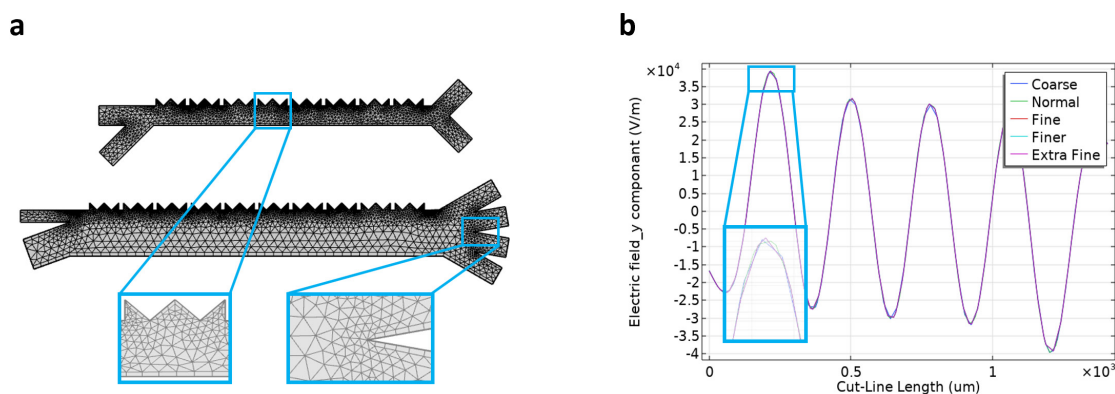 a
b
×10⁴
Electric field_y component (V/m)
3.5
3
2.5
2
1.5
1
0.5
0
-0.5
-1
-1.5
-2
-2.5
-3
-3.5
-4
Coarse
Normal
Fine
Finer
Extra Fine
0
0.5
1
×10³
Cut-Line Length (um)